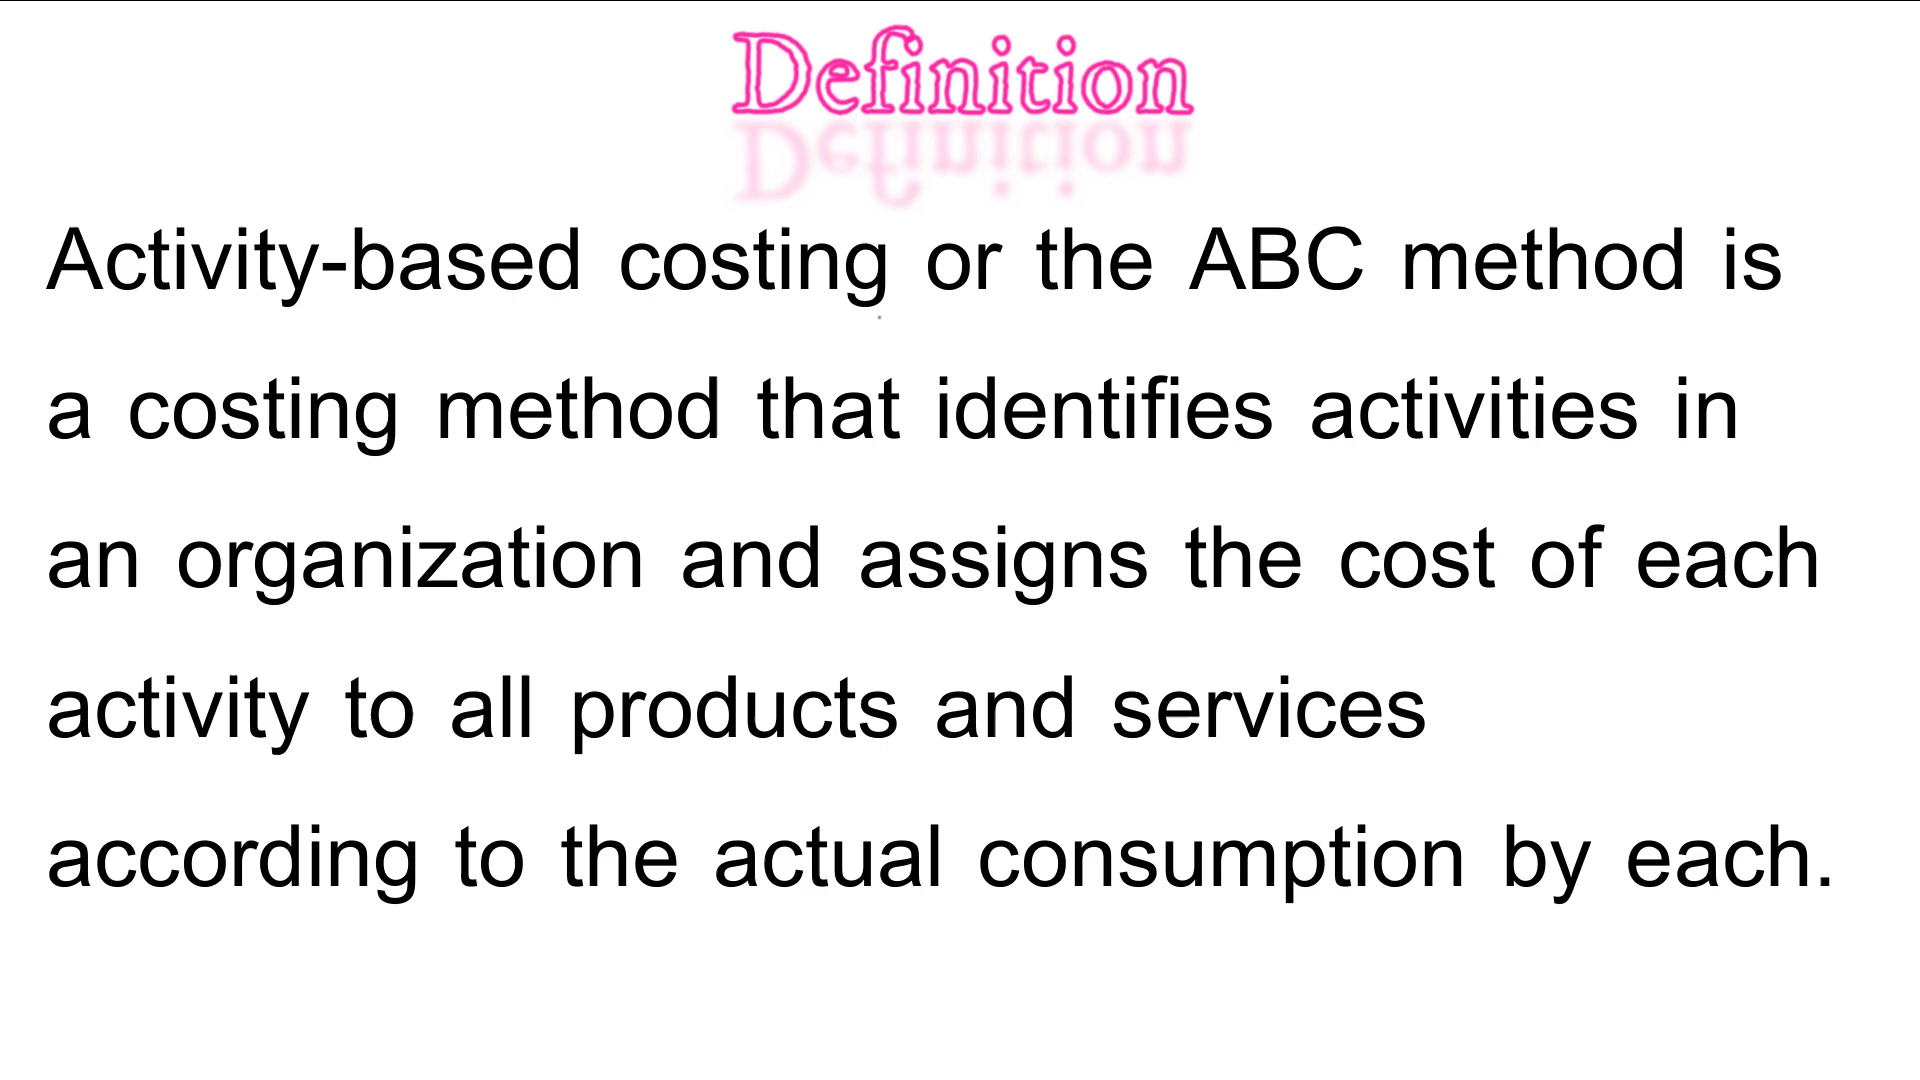 Definition
Activity-based costing or the ABC method is
a costing method that identifies activities in
an organization and assigns the cost of each
activity to all products and services
according to the actual consumption by each.